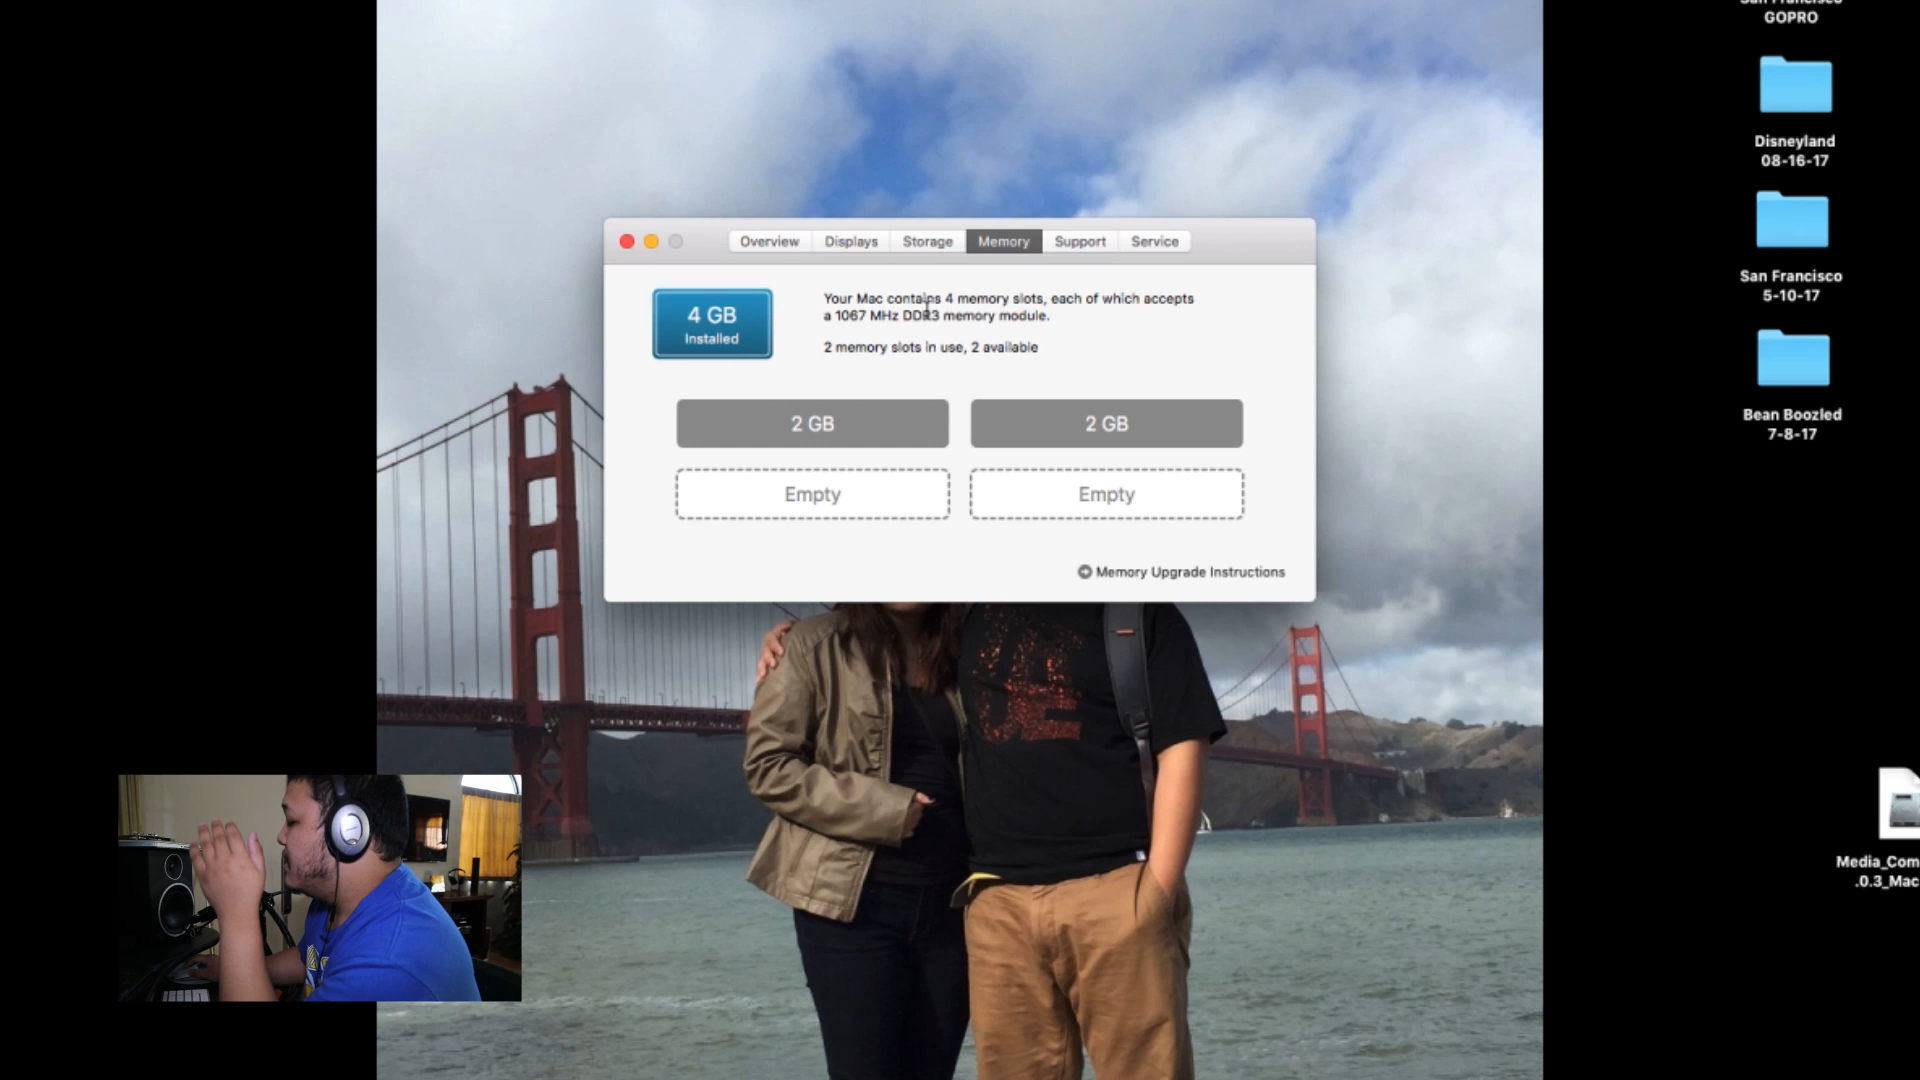 San Francisco
GOPRO
Disneyland
08-16-17
San Francisco
5-10-17
Bean Boozled
7-8-17
Overview Displays Storage Memory Support Service
4 GB
Installed
Your Mac contains 4 memory slots, each of which accepts
a 1067 MHz DDR3 memory module.
2 memory slots in use, 2 available
2 GB 2 GB
Empty Empty
Memory Upgrade Instructions
Media_Com
.0.3_Mac